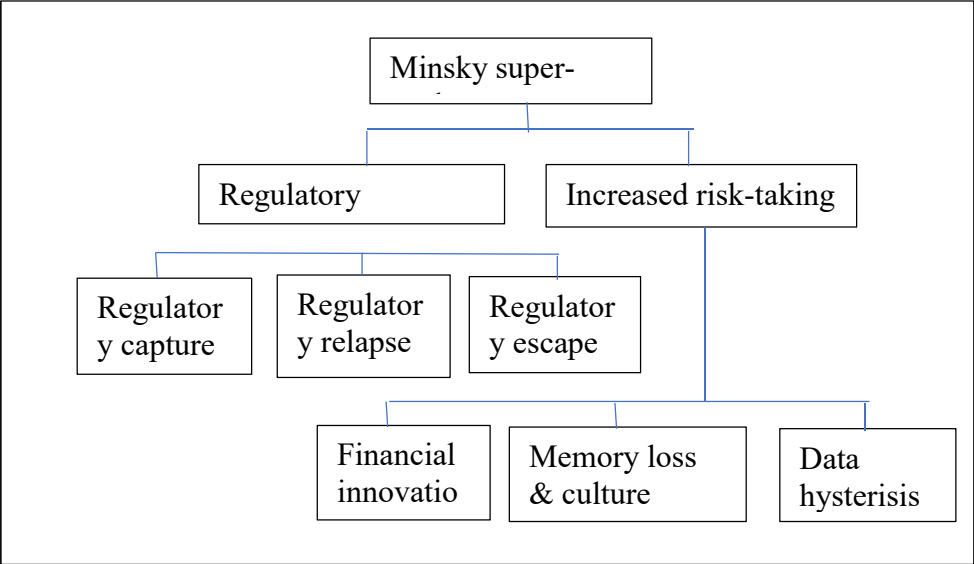 Minsky super-
Regulatory
Increased risk-taking
Regulator
y capture
Regulator
y relapse
Regulator
y escape
Financial
innovatio
Memory loss
& culture
Data
hysterisis